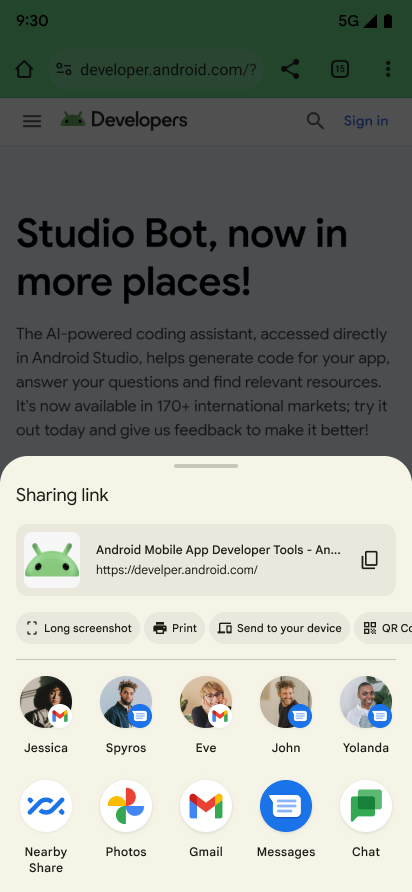 9:30
5G
developer.android.com/?
15
Developers
Sign in
Studio Bot, now in
more places!
The AI-powered coding assistant, accessed directly
in Android Studio, helps generate code for your app,
answer your questions and find relevant resources.
It's now available in 170+ international markets; try it
out today and give us feedback to make it better!
Sharing link
Android Mobile App Developer Tools - An...
https://develper.android.com/
Long screenshot
Print
Send to your device
QR Co
Jessica
Spyros
Eve
John
Yolanda
Nearby
Share
Photos
Gmail
Messages
Chat